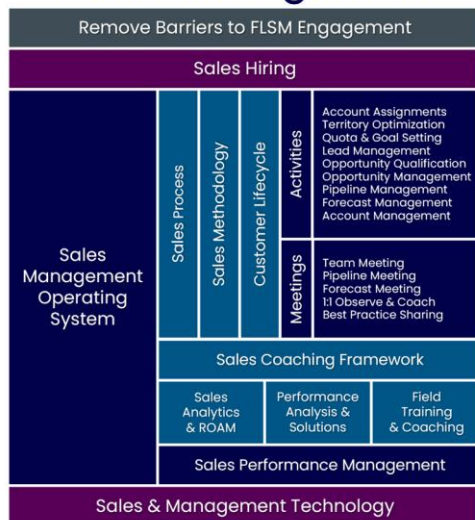 Remove Barriers to FLSM Engagement
Sales Hiring
Sales
Management
Operating
System
Sales Process
Sales Methodology
Customer Lifecycle
Activities
Account Assignments
Territory Optimization
Quota & Goal Setting
Lead Management
Opportunity Qualification
Opportunity Management
Pipeline Management
Forecast Management
Account Management
Meetings
Team Meeting
Pipeline Meeting
Forecast Meeting
1:1 Observe & Coach
Best Practice Sharing
Sales Coaching Framework
Sales
Analytics
& ROAM
Performance
Analysis &
Solutions
Field
Training
& Coaching
Sales Performance Management
Sales & Management Technology